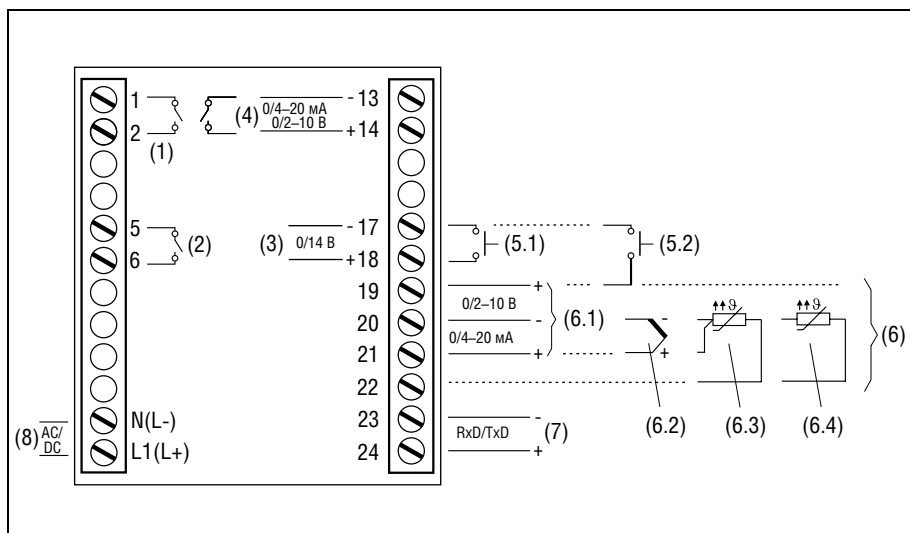 1
2
(1)
(4)
0/4–20 мА
0/2–10 В
- 13
+ 14
5
6
(2)
(3)
0/14 В
- 17
+18
19
20
21
22
23
24
(5.1)
(5.2)
+
0/2–10 В
-
0/4–20 мА
+
(6.1)
-
+
(6.2)
ϑ
(6.3)
ϑ
(6.4)
(6)
(8) AC/
DC
N(L-)
L1(L+)
-
RxD/TxD
+
(7)